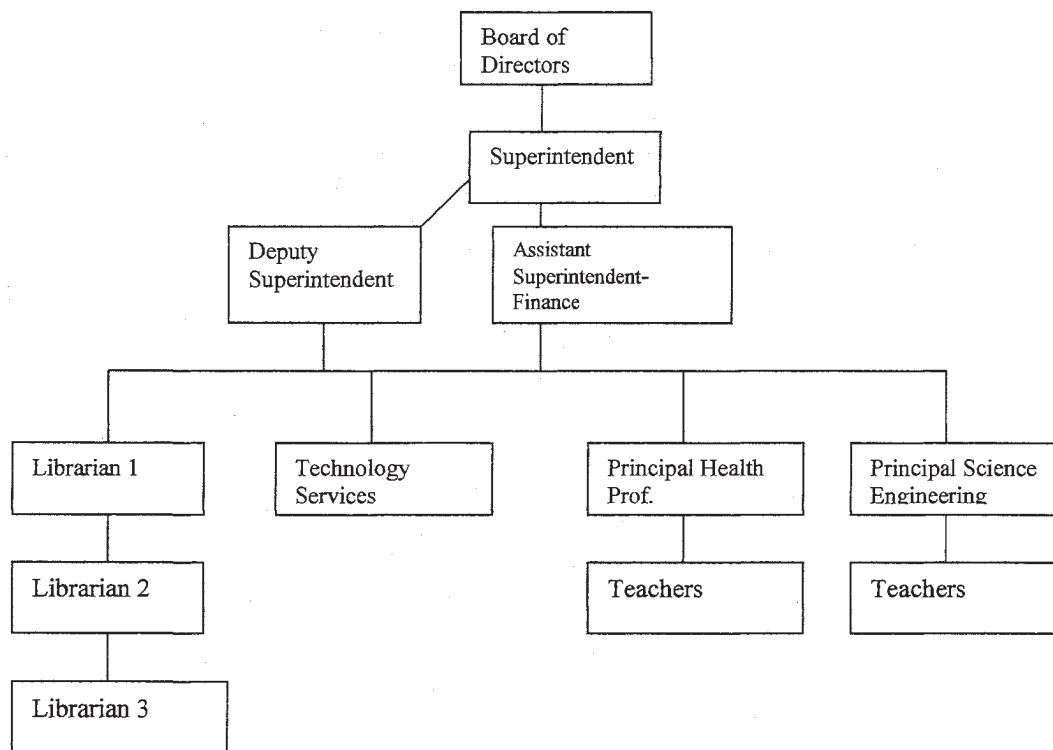 Board of
Directors
Superintendent
Deputy
Superintendent
Assistant
Superintendent-
Finance
Librarian 1
Technology
Services
Principal Health
Prof.
Principal Science
Engineering
Librarian 2
Teachers
Teachers
Librarian 3